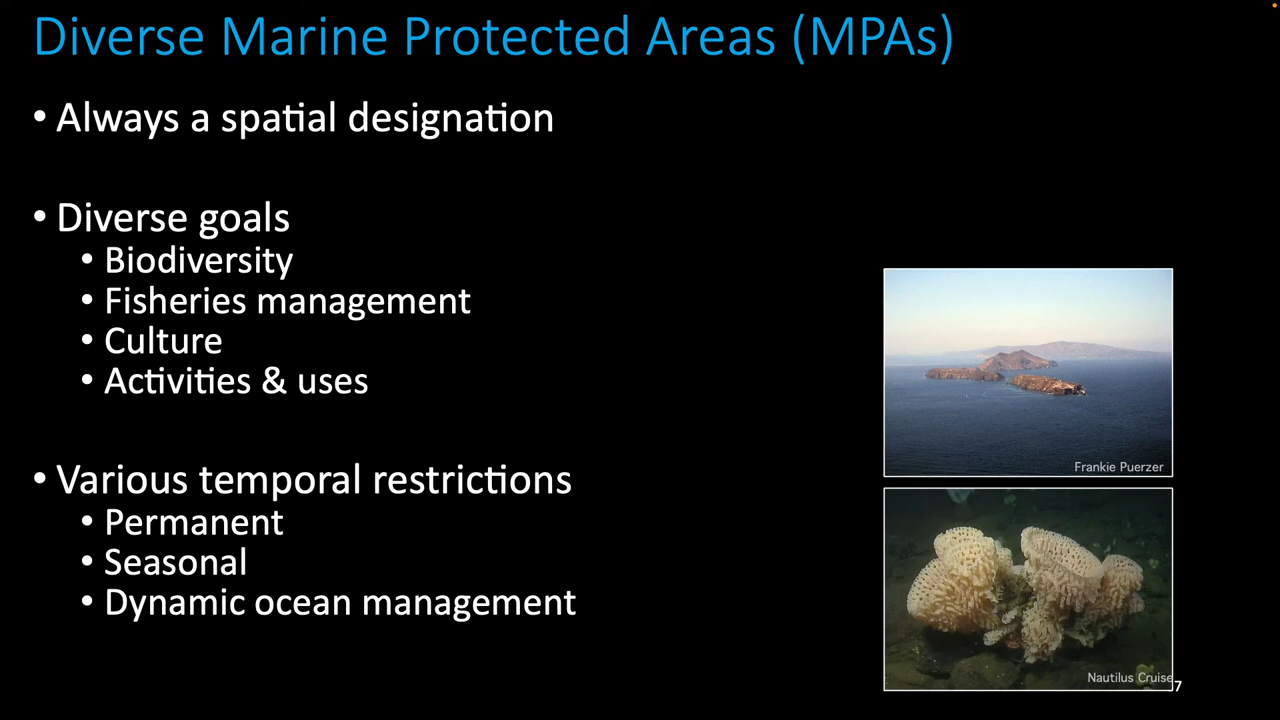 Diverse Marine Protected Areas (MPAs)
• Always a spatial designation
• Diverse goals
• Biodiversity
• Fisheries management
• Culture
• Activities & uses
• Various temporal restrictions
• Permanent
• Seasonal
• Dynamic ocean management
Frankie Puerzer
Nautilus Cruise
7